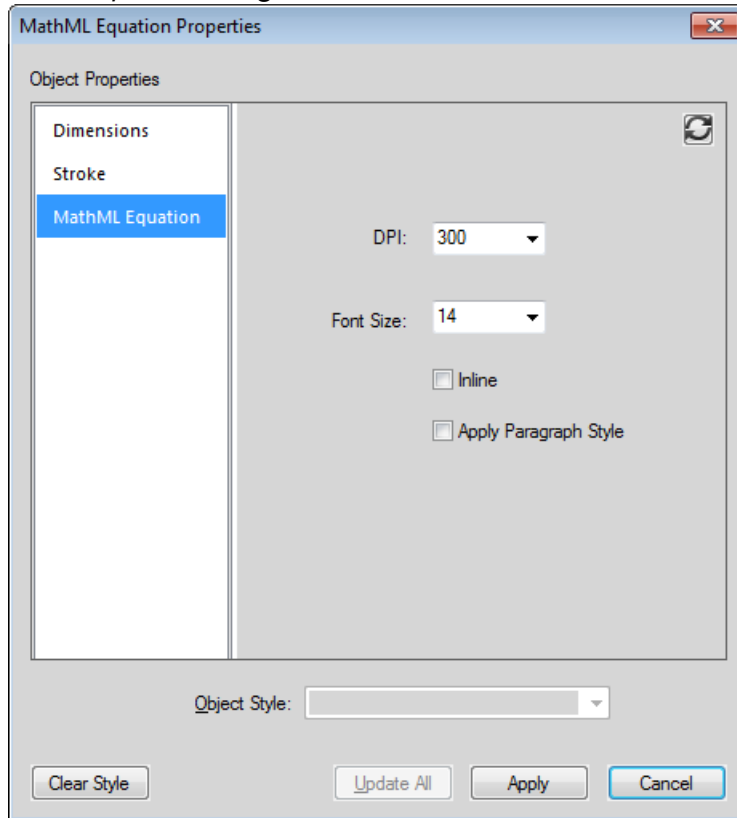 MathML Equation Properties
Object Properties
Dimensions
Stroke
MathML Equation
DPI: 300
Font Size: 14
Inline
Apply Paragraph Style
Object Style:
Clear Style Update All Apply Cancel